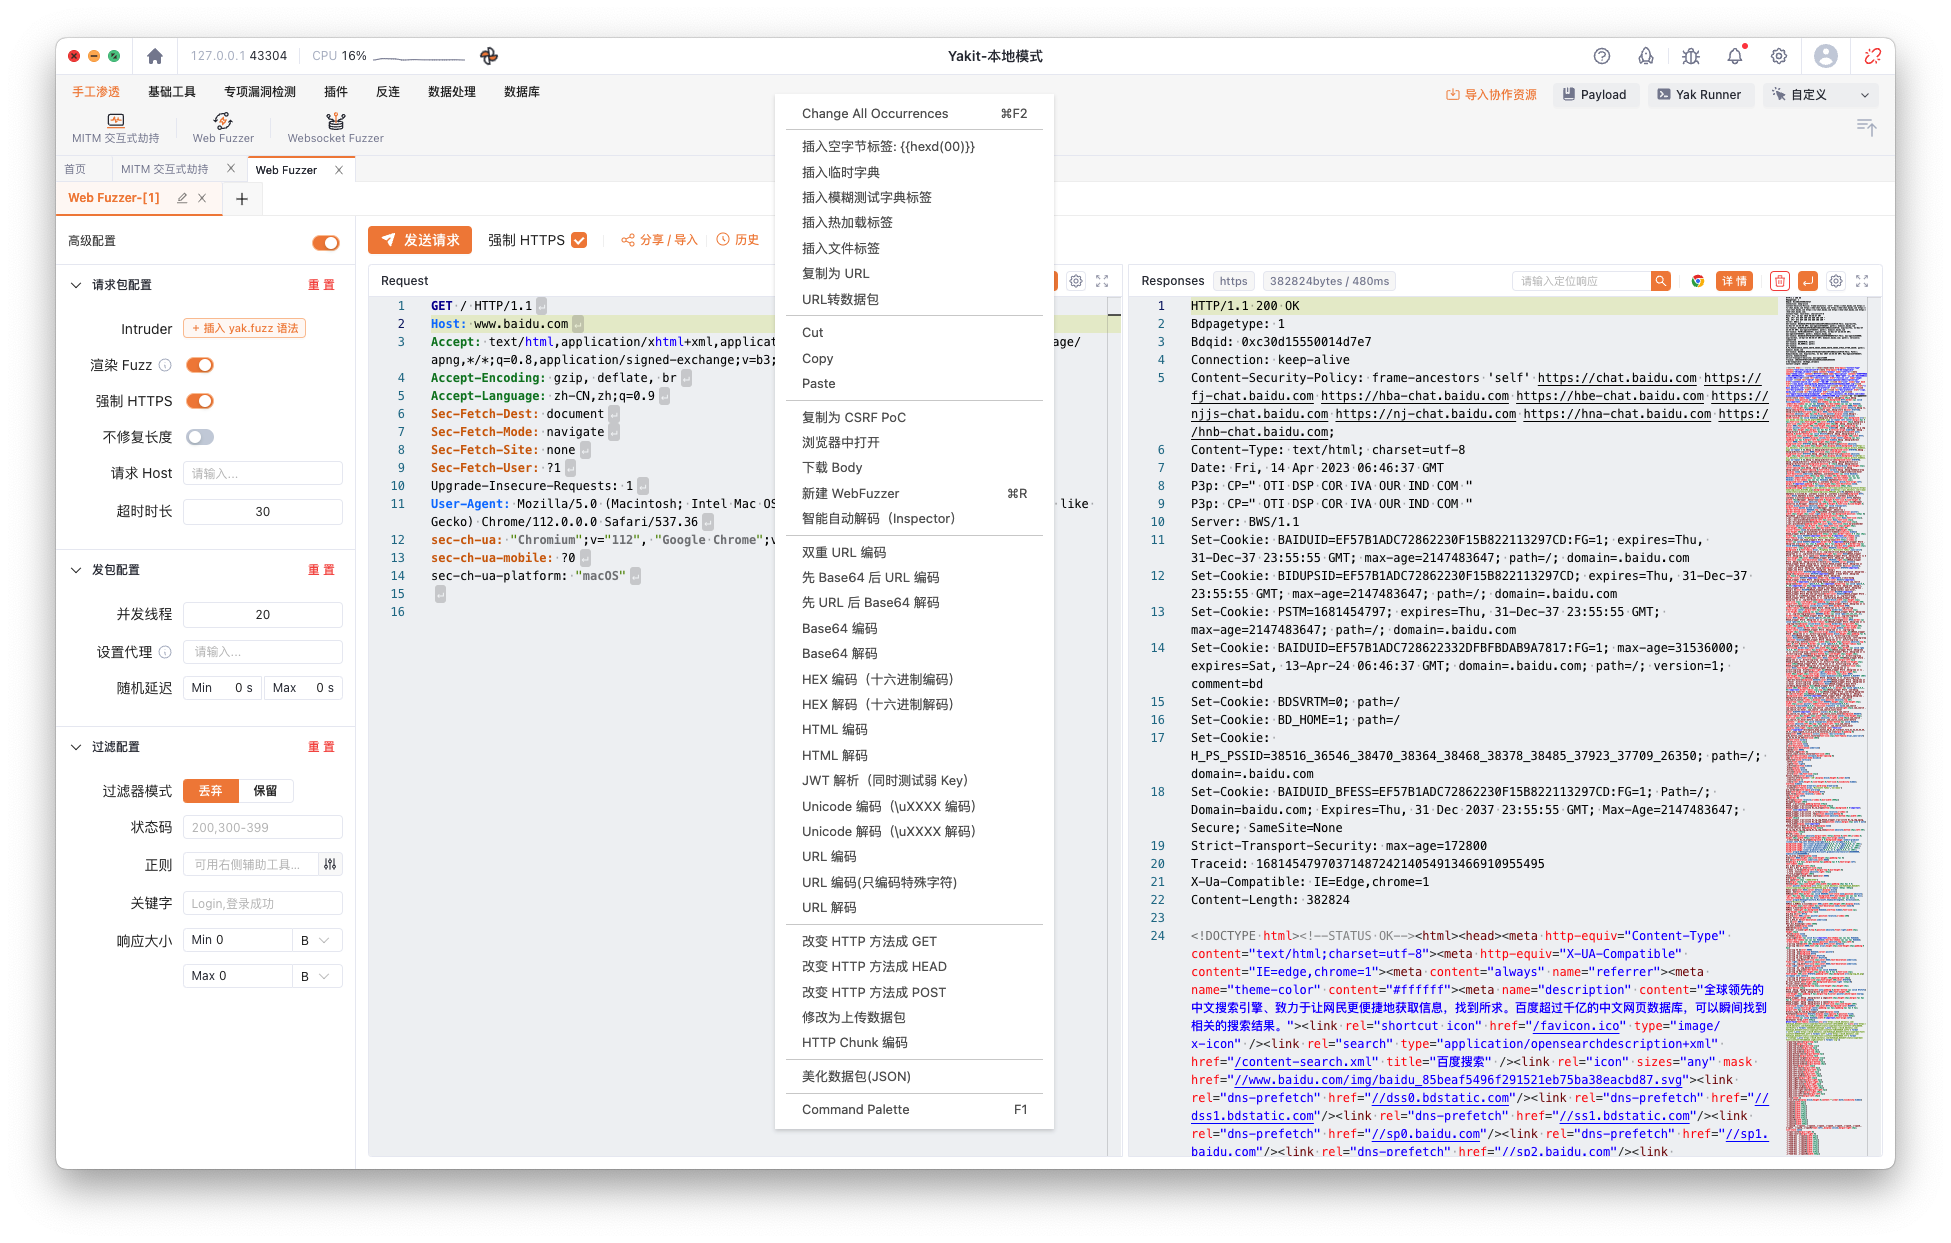 127.0.0.1 43304
CPU 16%
Yakit-本地模式
手工渗透
基础工具
专项漏洞检测
插件
反连
数据处理
数据库
导入协作资源
Payload
Yak Runner
自定义
MITM 交互式劫持
Web Fuzzer
Websocket Fuzzer
首页
MITM 交互式劫持
Web Fuzzer
Web Fuzzer-[1]
高级配置
请求包配置
重 置
Intruder
+ 插入 yak.fuzz 语法
渲染 Fuzz
强制 HTTPS
不修复长度
请求 Host
请输入...
超时时长
30
发包配置
重 置
并发线程
20
设置代理
请输入...
随机延迟
Min 0 s
Max 0 s
过滤配置
重 置
过滤器模式
丢弃
保留
状态码
200,300-399
正则
可用右侧辅助工具...
关键字
Login,登录成功
响应大小
Min 0
B
Max 0
B
发送请求
强制 HTTPS
分享 / 导入
历史
Request
1 GET / HTTP/1.1
2 Host: www.baidu.com
3 Accept: text/html,application/xhtml+xml,applicat
age/
apng,*/*;q=0.8,application/signed-exchange;v=b3;
4 Accept-Encoding: gzip, deflate, br
5 Accept-Language: zh-CN,zh;q=0.9
6 Sec-Fetch-Dest: document
7 Sec-Fetch-Mode: navigate
8 Sec-Fetch-Site: none
9 Sec-Fetch-User: ?1
10 Upgrade-Insecure-Requests: 1
11 User-Agent: Mozilla/5.0 (Macintosh; Intel Mac OS
like
Gecko) Chrome/112.0.0.0 Safari/537.36
12 sec-ch-ua: "Chromium";v="112", "Google Chrome";v
13 sec-ch-ua-mobile: ?0
14 sec-ch-ua-platform: "macOS"
15
16
Change All Occurrences ⌘F2
插入空字节标签: {{hexd(00)}}
插入临时字典
插入模糊测试字典标签
插入热加载标签
插入文件标签
复制为 URL
URL转数据包
Cut
Copy
Paste
复制为 CSRF PoC
浏览器中打开
下载 Body
新建 WebFuzzer ⌘R
智能自动解码（Inspector）
双重 URL 编码
先 Base64 后 URL 编码
先 URL 后 Base64 解码
Base64 编码
Base64 解码
HEX 编码（十六进制编码）
HEX 解码（十六进制解码）
HTML 编码
HTML 解码
JWT 解析（同时测试弱 Key）
Unicode 编码（\uXXXX 编码）
Unicode 解码（\uXXXX 解码）
URL 编码
URL 编码(只编码特殊字符)
URL 解码
改变 HTTP 方法成 GET
改变 HTTP 方法成 HEAD
改变 HTTP 方法成 POST
修改为上传数据包
HTTP Chunk 编码
美化数据包(JSON)
Command Palette F1
Responses
https
382824bytes / 480ms
请输入定位响应
详 情
1 HTTP/1.1 200 OK
2 Bdpagetype: 1
3 Bdqid: 0xc30d15550014d7e7
4 Connection: keep-alive
5 Content-Security-Policy: frame-ancestors 'self' https://chat.baidu.com https://
fj-chat.baidu.com https://hba-chat.baidu.com https://hbe-chat.baidu.com https://
njjs-chat.baidu.com https://nj-chat.baidu.com https://hna-chat.baidu.com https:/
/hnb-chat.baidu.com;
6 Content-Type: text/html; charset=utf-8
7 Date: Fri, 14 Apr 2023 06:46:37 GMT
8 P3p: CP=" OTI DSP COR IVA OUR IND COM "
9 P3p: CP=" OTI DSP COR IVA OUR IND COM "
10 Server: BWS/1.1
11 Set-Cookie: BAIDUID=EF57B1ADC72862230F15B822113297CD:FG=1; expires=Thu,
31-Dec-37 23:55:55 GMT; max-age=2147483647; path=/; domain=.baidu.com
12 Set-Cookie: BIDUPSID=EF57B1ADC72862230F15B822113297CD; expires=Thu, 31-Dec-37
23:55:55 GMT; max-age=2147483647; path=/; domain=.baidu.com
13 Set-Cookie: PSTM=1681454797; expires=Thu, 31-Dec-37 23:55:55 GMT;
max-age=2147483647; path=/; domain=.baidu.com
14 Set-Cookie: BAIDUID=EF57B1ADC728622332DFBFBDAB9A7817:FG=1; max-age=31536000;
expires=Sat, 13-Apr-24 06:46:37 GMT; domain=.baidu.com; path=/; version=1;
comment=bd
15 Set-Cookie: BDSVRTM=0; path=/
16 Set-Cookie: BD_HOME=1; path=/
17 Set-Cookie:
H_PS_PSSID=38516_36546_38470_38364_38468_38378_38485_37923_37709_26350; path=/;
domain=.baidu.com
18 Set-Cookie: BAIDUID_BFESS=EF57B1ADC72862230F15B822113297CD:FG=1; Path=/;
Domain=baidu.com; Expires=Thu, 31 Dec 2037 23:55:55 GMT; Max-Age=2147483647;
Secure; SameSite=None
19 Strict-Transport-Security: max-age=172800
20 Traceid: 1681454797037148724214054913466910955495
21 X-Ua-Compatible: IE=Edge,chrome=1
22 Content-Length: 382824
23
24 <!DOCTYPE html><!--STATUS OK--><html><head><meta http-equiv="Content-Type"
content="text/html;charset=utf-8"><meta http-equiv="X-UA-Compatible"
content="IE=edge,chrome=1"><meta content="always" name="referrer"><meta
name="theme-color" content="#ffffff"><meta name="description" content="全球领先的
中文搜索引擎、致力于让网民更便捷地获取信息，找到所求。百度超过千亿的中文网页数据库，可以瞬间找到
相关的搜索结果。"><link rel="shortcut icon" href="/favicon.ico" type="image/
x-icon" /><link rel="search" type="application/opensearchdescription+xml"
href="/content-search.xml" title="百度搜索" /><link rel="icon" sizes="any" mask
href="//www.baidu.com/img/baidu_85beaf5496f291521eb75ba38eacbd87.svg"><link
rel="dns-prefetch" href="//dss0.bdstatic.com"/><link rel="dns-prefetch" href="//
dss1.bdstatic.com"/><link rel="dns-prefetch" href="//ss1.bdstatic.com"/><link
rel="dns-prefetch" href="//sp0.baidu.com"/><link rel="dns-prefetch" href="//sp1.
baidu.com"/><link rel="dns-prefetch" href="//sp2.baidu.com"/><link